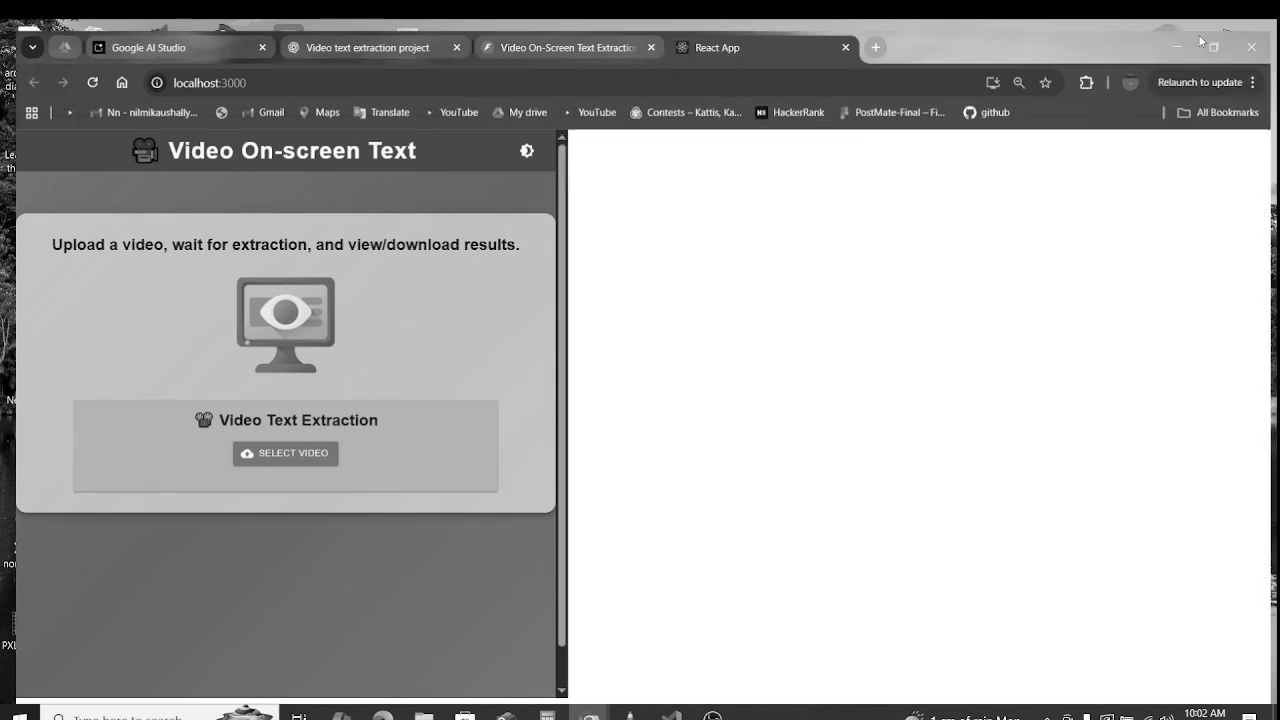 Google AI Studio
Video text extraction project
Video On-Screen Text Extraction
React App
localhost:3000
Relaunch to update
Nn - nilmikaushally...
Gmail
Maps
Translate
YouTube
My drive
YouTube
Contests – Kattis, Ka...
HackerRank
PostMate-Final – Fi...
github
All Bookmarks
Video On-screen Text
Upload a video, wait for extraction, and view/download results.
Video Text Extraction
SELECT VIDEO
PXL
Type here to search
10:02 AM